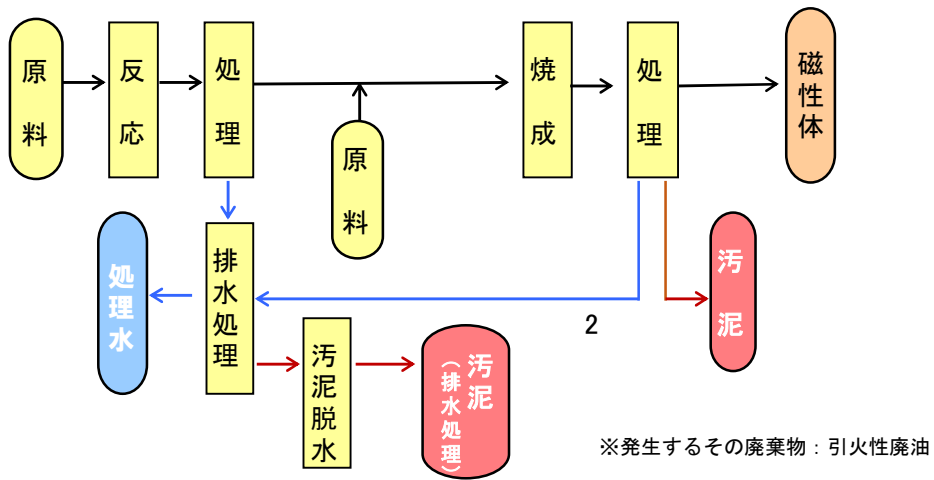 原料
反応
処理
原料
焼成
処理
磁性体
処理水
排水処理
汚泥脱水
汚泥
（排水処理）
2
汚泥
※発生するその廃棄物：引火性廃油